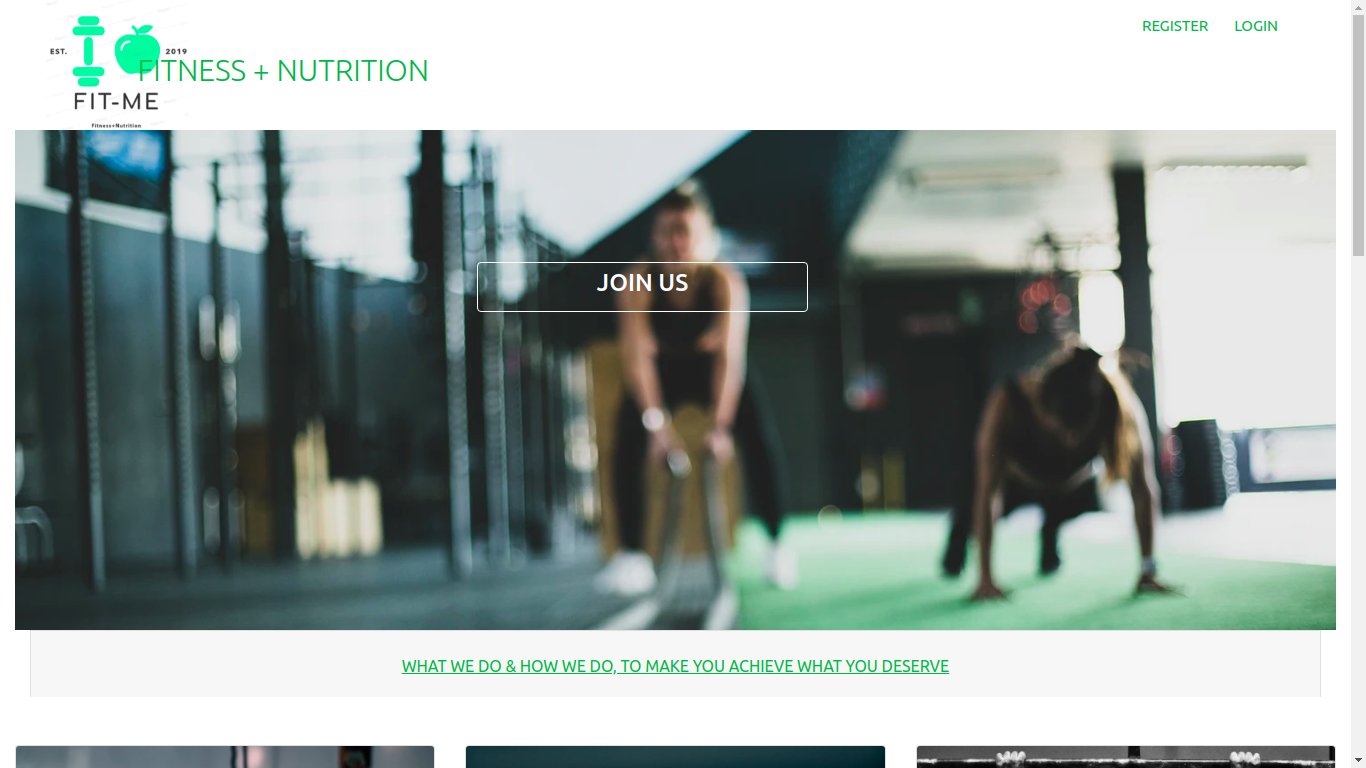 REGISTER LOGIN
EST. 2019
FITNESS + NUTRITION
FIT-ME
Fitness+Nutrition
JOIN US
WHAT WE DO & HOW WE DO, TO MAKE YOU ACHIEVE WHAT YOU DESERVE